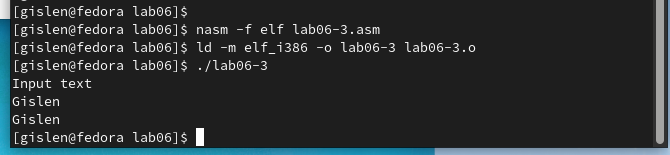 [gislen@fedora lab06]$
[gislen@fedora lab06]$ nasm -f elf lab06-3.asm
[gislen@fedora lab06]$ ld -m elf_i386 -o lab06-3 lab06-3.o
[gislen@fedora lab06]$ ./lab06-3
Input text
Gislen
Gislen
[gislen@fedora lab06]$